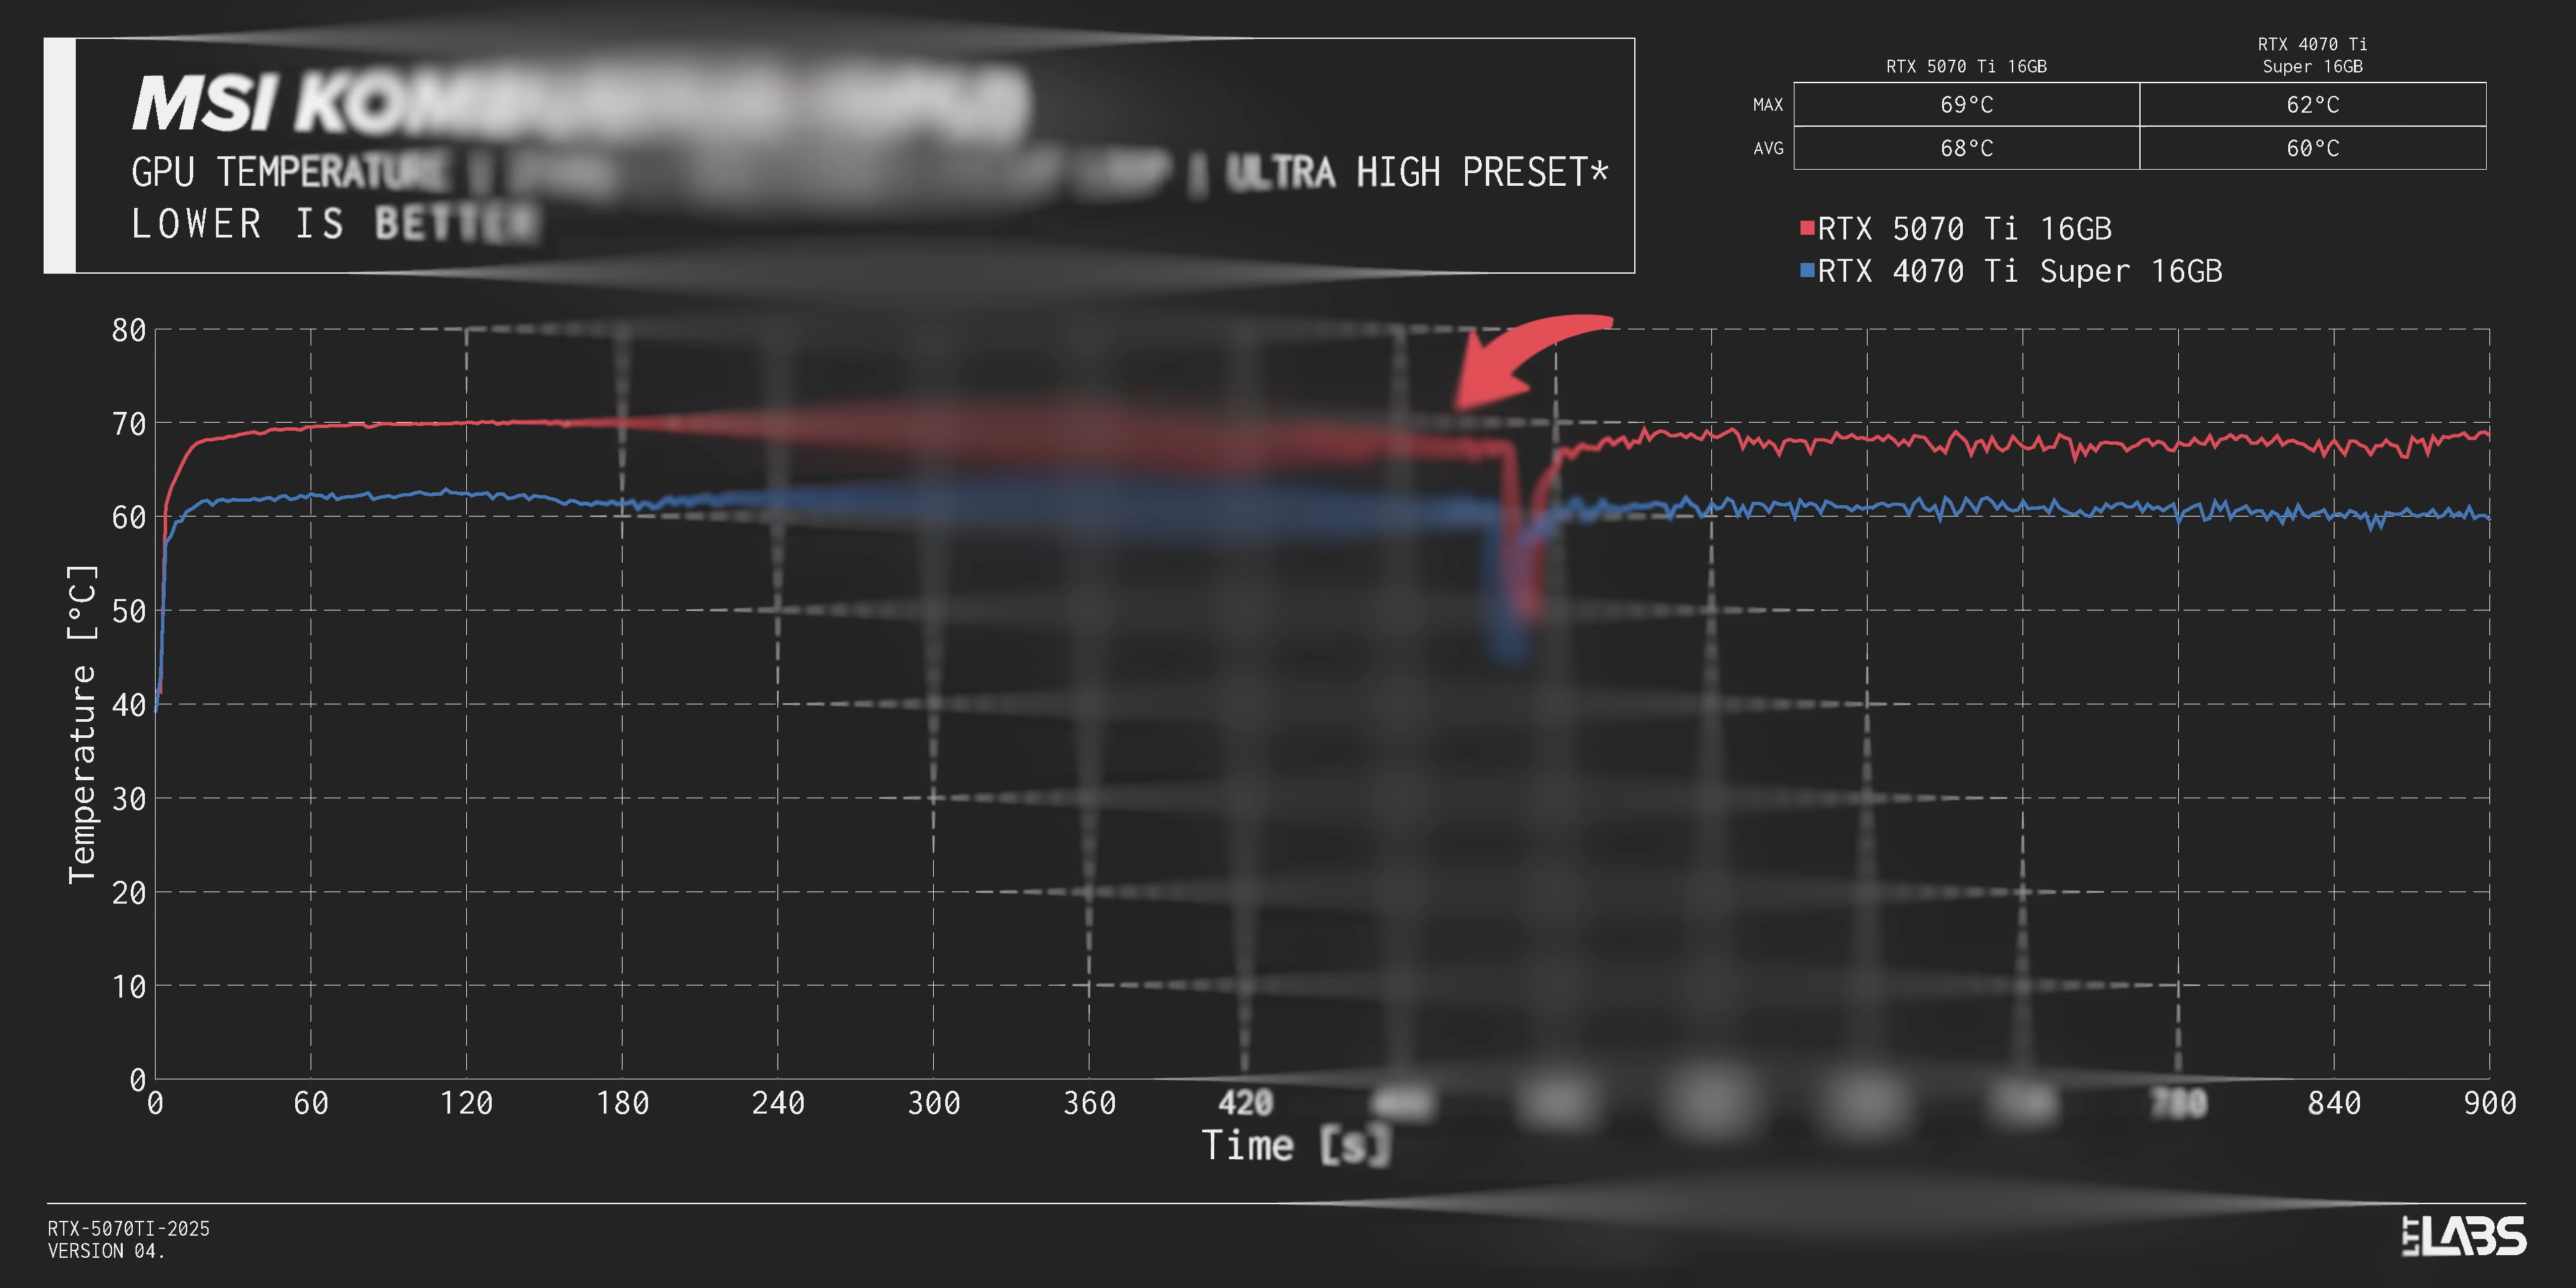 MSI
GPU TEMPERATURE ULTRA HIGH PRESET*
LOWER IS BETTER
RTX 5070 Ti 16GB
RTX 4070 Ti
Super 16GB
MAX 69°C 62°C
AVG 68°C 60°C
RTX 5070 Ti 16GB
RTX 4070 Ti Super 16GB
80
70
60
50
40
30
20
10
0
Temperature [°C]
0 60 120 180 240 300 360 420 780 840 900
Time [s]
RTX-5070TI-2025
VERSION 04.
LTT LABS